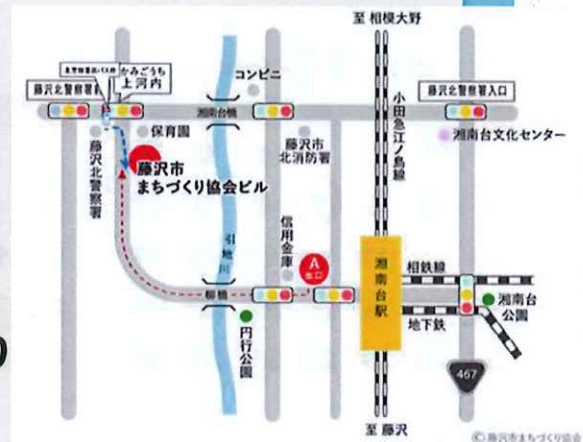 至 相模大野
コンビニ
藤沢北警察署
かみごうち
上河内
湘南台橋
小田急江ノ島線
藤沢北警察署入口
保育園
藤沢市
北消防署
湘南台文化センター
藤沢北警察署
藤沢市
まちづくり協会ビル
引地川
信用金庫
A
出口
湘南台駅
相鉄線
柳橋
湘南台
公園
地下鉄
円行公園
467
至 藤沢
©藤沢市まちづくり協会